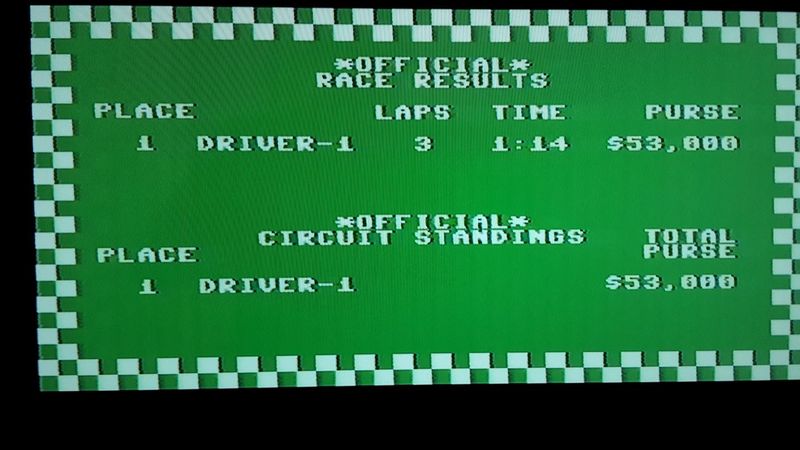 *OFFICIAL*
RACE RESULTS
PLACE LAPS TIME PURSE
1 DRIVER-1 3 1:14 $53,000
*OFFICIAL*
CIRCUIT STANDINGS TOTAL
PLACE PURSE
1 DRIVER-1 $53,000